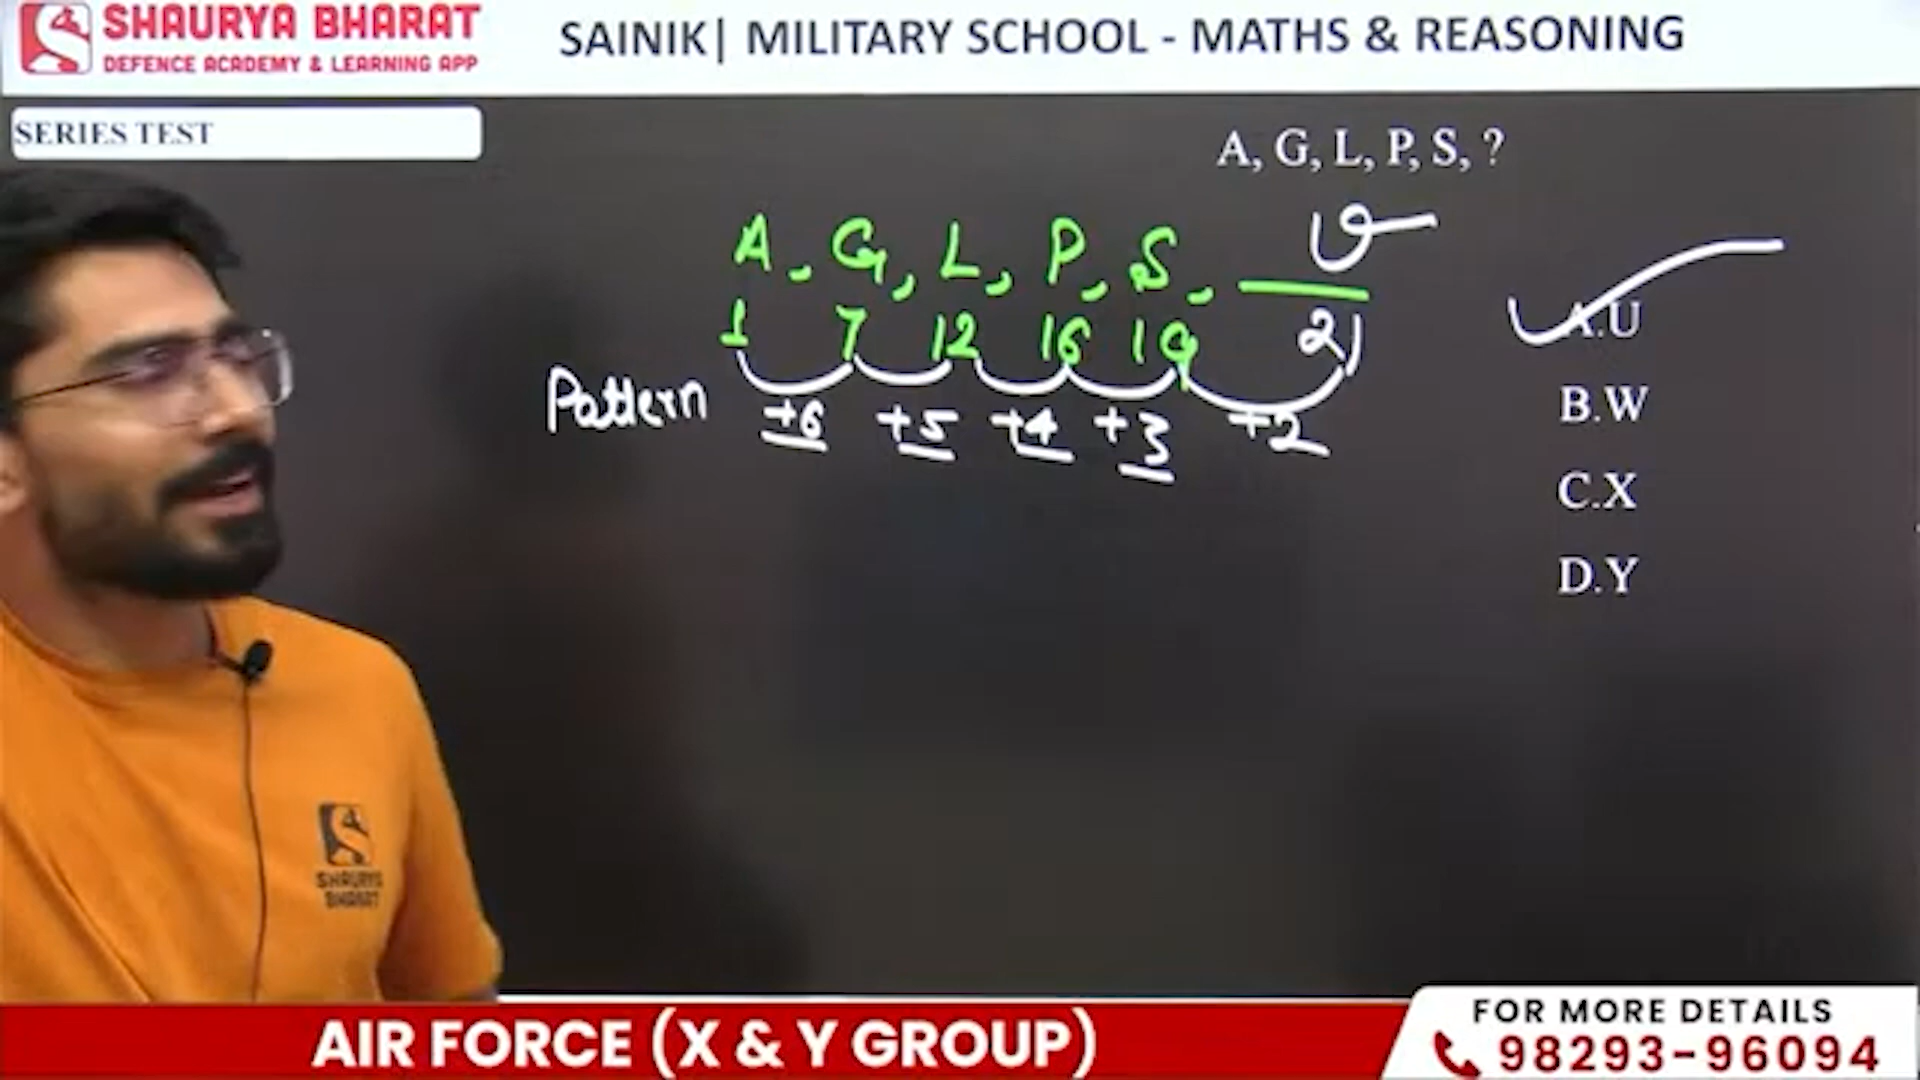 SHAURYA BHARAT
DEFENCE ACADEMY & LEARNING APP
SAINIK| MILITARY SCHOOL - MATHS & REASONING
SERIES TEST
A, G, L, P, S, ?
A, G, L, P, S, U
1 7 12 16 19 21
Pattern +6 +5 +4 +3 +2
A.U
B.W
C.X
D.Y
SHAURYA
BHARAT
AIR FORCE (X & Y GROUP)
FOR MORE DETAILS
98293-96094